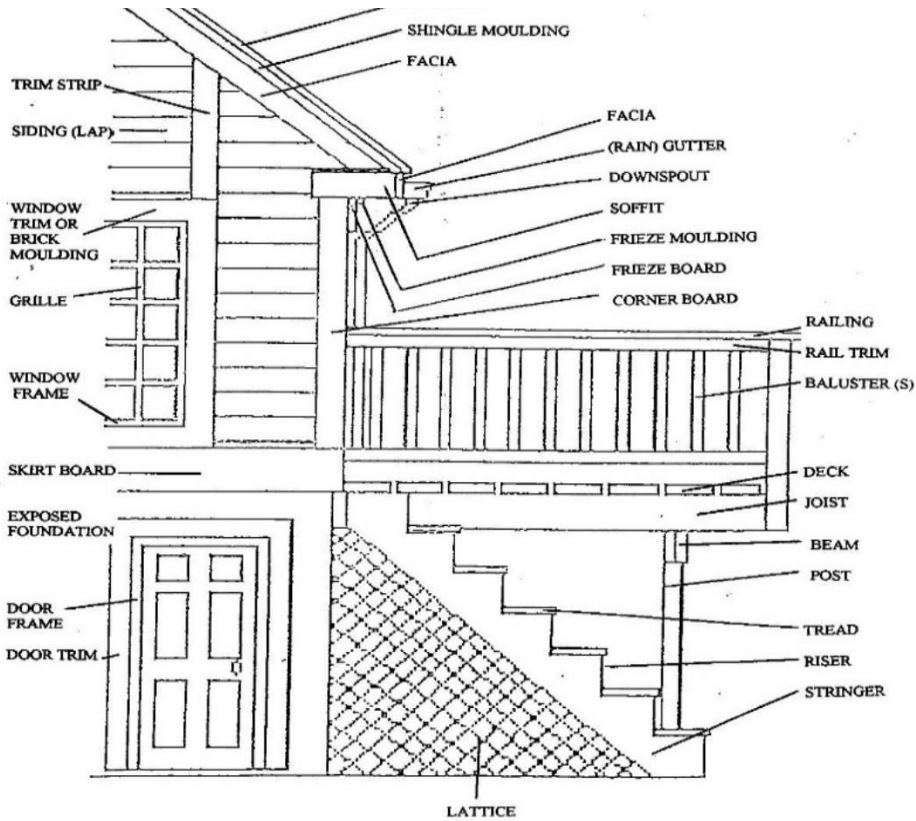 SHINGLE MOULDING
FACIA
TRIM STRIP
SIDING (LAP)
FACIA
(RAIN) GUTTER
DOWNSPOUT
SOFFIT
FRIEZE MOULDING
FRIEZE BOARD
CORNER BOARD
WINDOW
TRIM OR
BRICK
MOULDING
GRILLE
WINDOW
FRAME
RAILING
RAIL TRIM
BALUSTER (S)
SKIRT BOARD
DECK
JOIST
EXPOSED
FOUNDATION
BEAM
POST
DOOR
FRAME
DOOR TRIM
TREAD
RISER
STRINGER
LATTICE